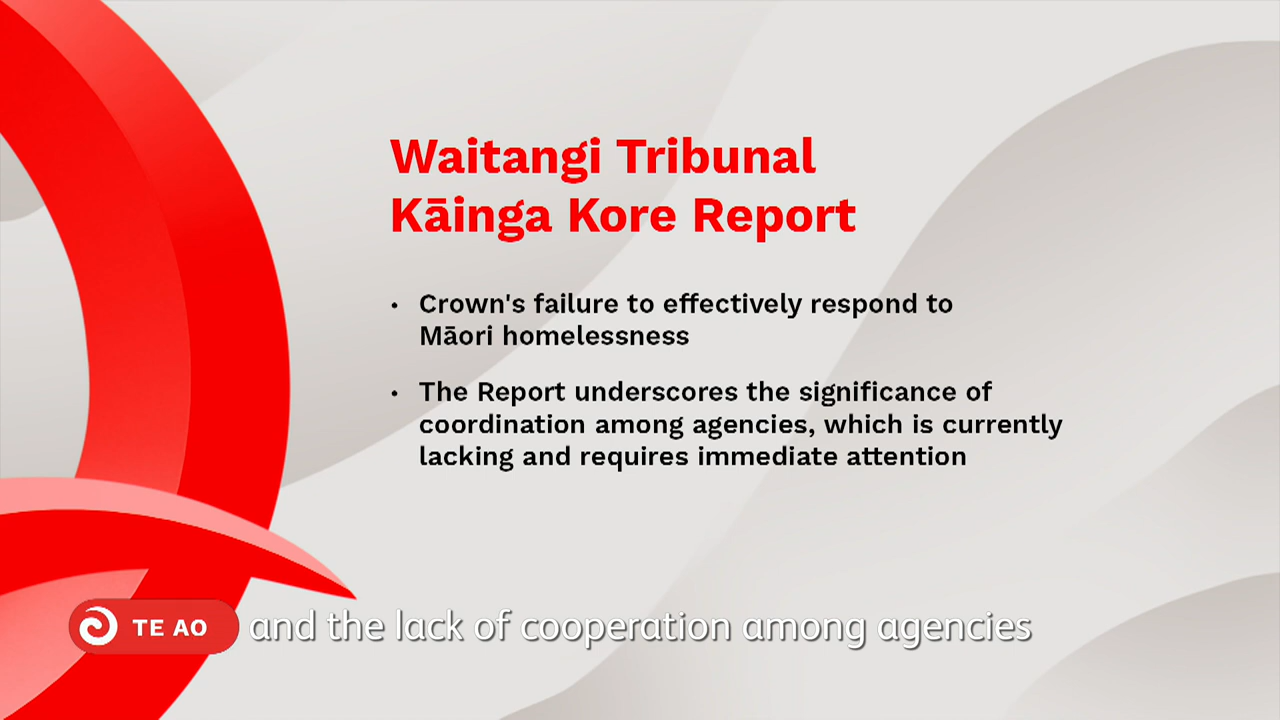 Waitangi Tribunal
Kāinga Kore Report
• Crown's failure to effectively respond to
Māori homelessness
• The Report underscores the significance of
coordination among agencies, which is currently
lacking and requires immediate attention
TE AO and the lack of cooperation among agencies